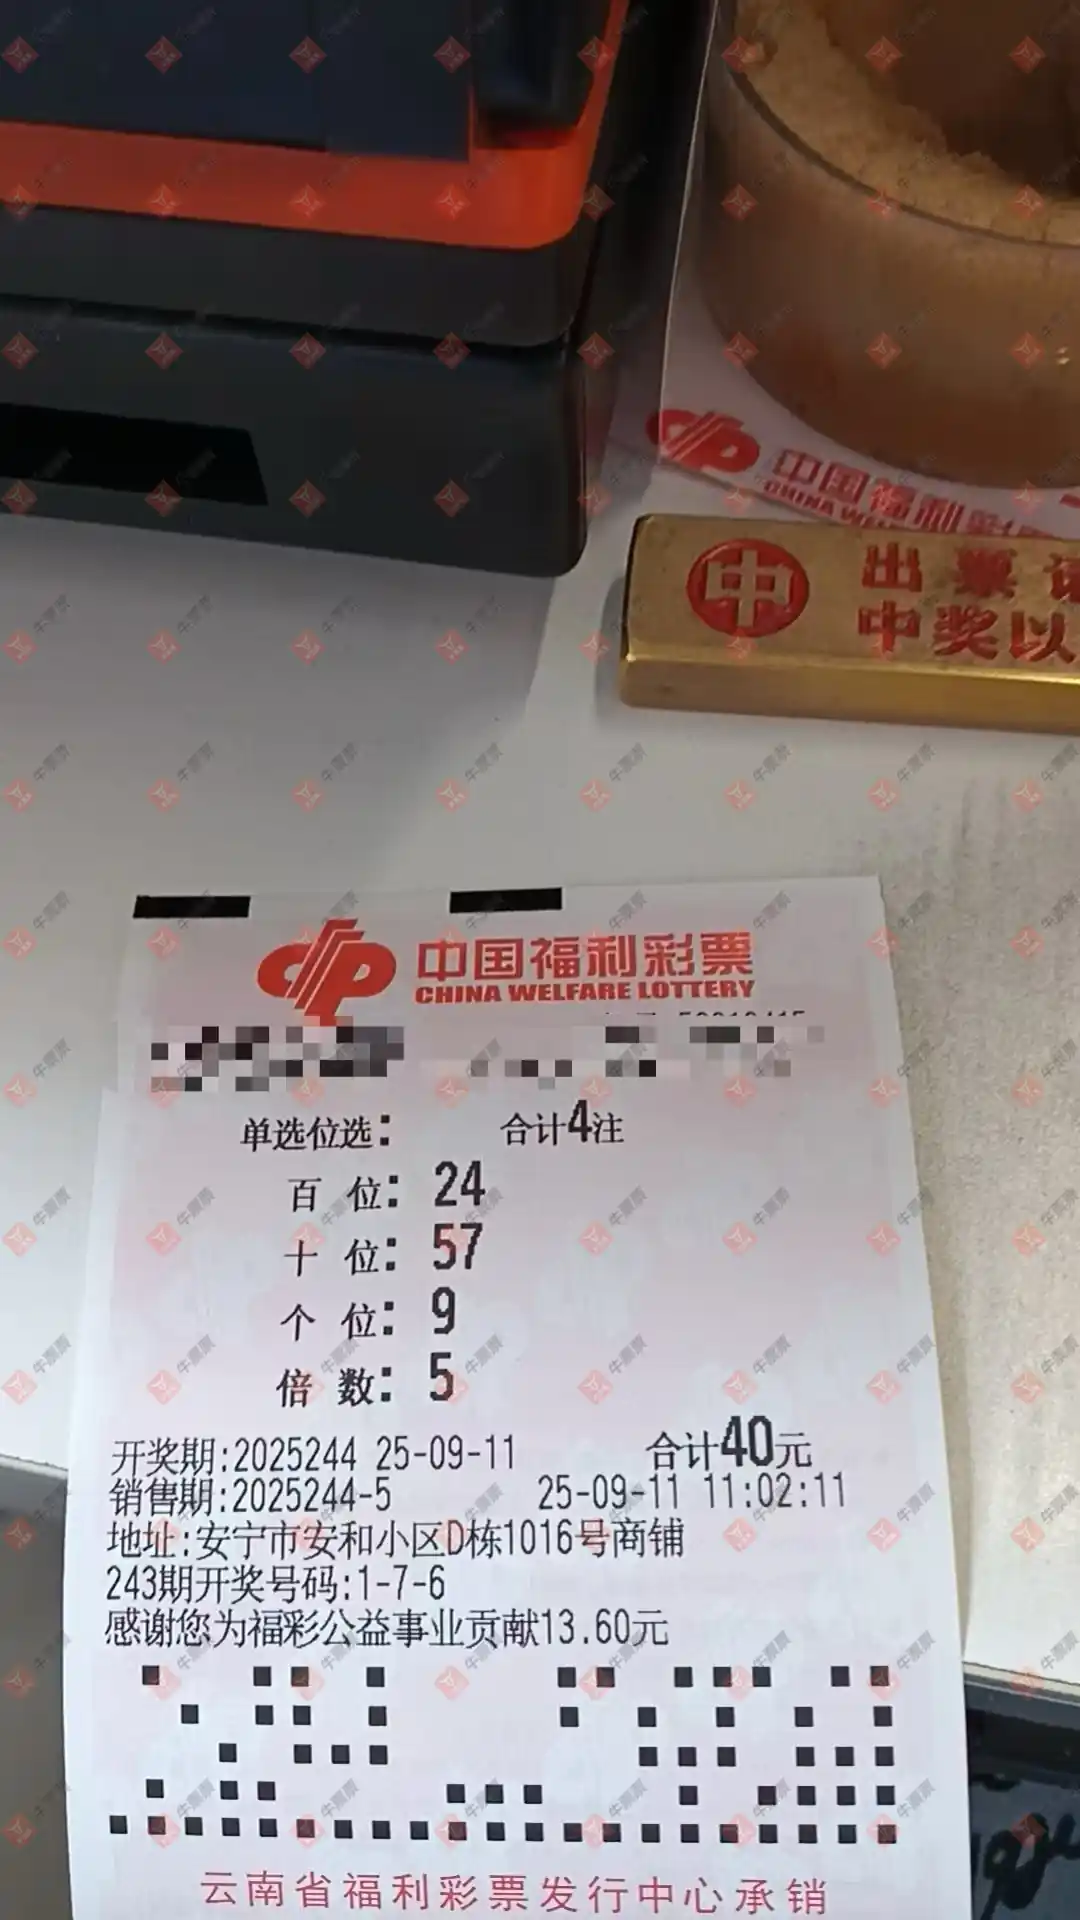 中国福利
CHINA WEL
中 出票
中奖以
中国福利彩票
CHINA WELFARE LOTTERY
单选位选: 合计4注
百 位: 24
十 位: 57
个 位: 9
倍 数: 5
开奖期:2025244 25-09-11 合计40元
销售期:2025244-5 25-09-11 11:02:11
地址:安宁市安和小区D栋1016号商铺
243期开奖号码:1-7-6
感谢您为福彩公益事业贡献13.60元
云南省福利彩票发行中心承销
牛票票